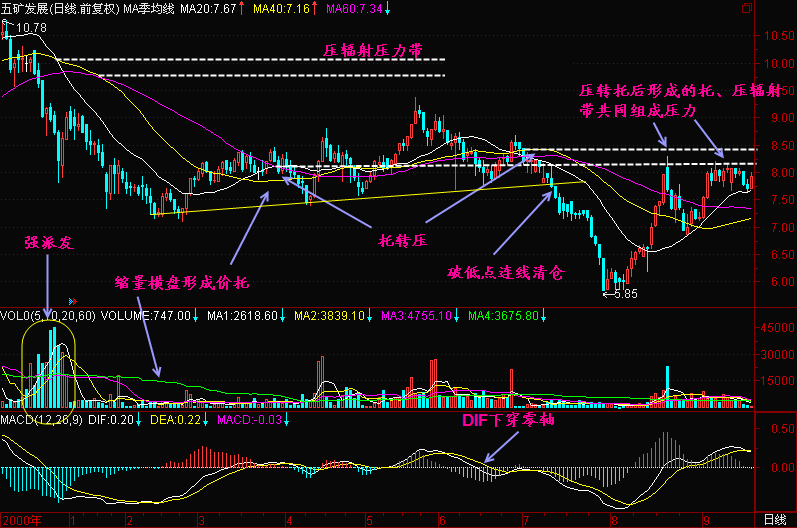 五矿发展(日线.前复权) MA季均线 MA20:7.67↑ MA40:7.16↑ MA60:7.34↓
10.78
压辐射压力带
压转托后形成的托、压辐射
带共同组成压力
10.50
10.00
9.50
9.00
8.50
8.00
7.50
7.00
6.50
6.00
托转压
强派发
缩量横盘形成价托
破低点连线清仓
5.85
VOL0(5,10,20,60) VOLUME:747.00↓ MA1:2618.60↓ MA2:3839.10↓ MA3:4755.10↓ MA4:3675.80↓
45000
30000
15000
MACD(12,26,9) DIF:0.20↓ DEA:0.22↓ MACD:-0.03↓
DIF下穿零轴
0.50
0.00
2000年 1 2 3 4 5 6 7 8 9 日线